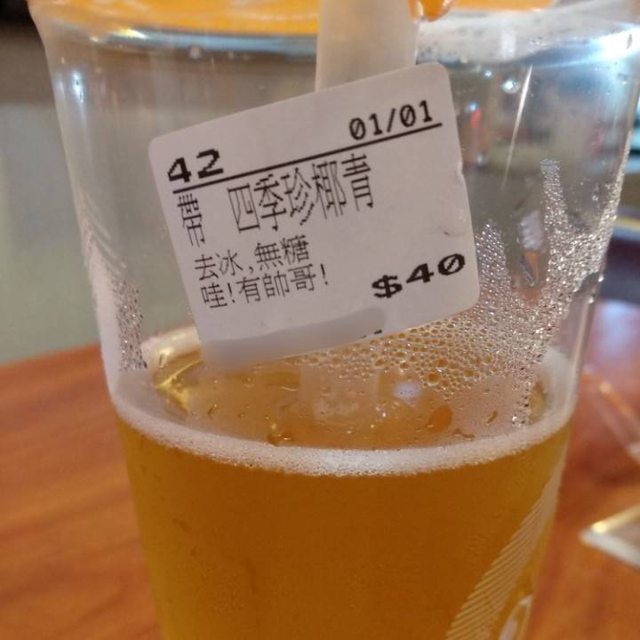 42 01/01
帶 四季珍椰青
去冰,無糖
哇!有帥哥!
$40